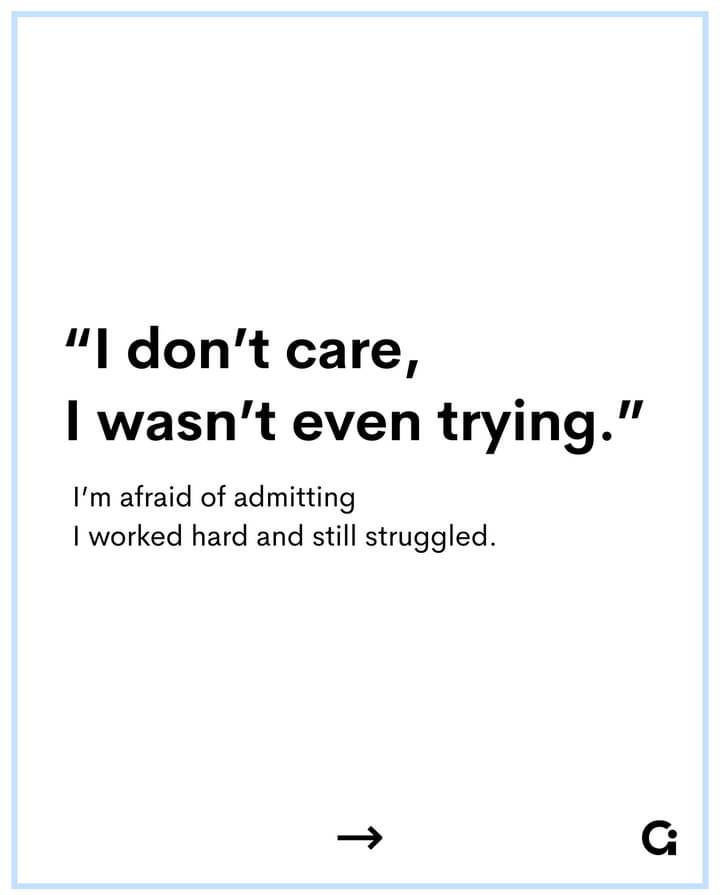 “I don’t care,
I wasn’t even trying.”
I’m afraid of admitting
I worked hard and still struggled.
→